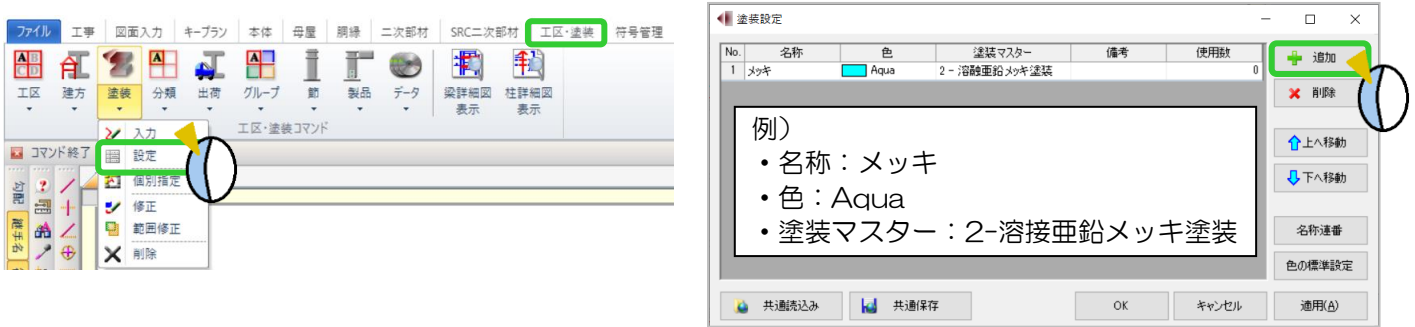 ファイル 工事 図面入力 キープラン 本体 母屋 胴縁 二次部材 SRC二次部材 工区・塗装 符号管理
工区 建方 塗装 分類 出荷 グループ 節 製品 データ 梁詳細図表示 柱詳細図表示
工区・塗装コマンド
入力
コマンド終了
設定
個別指定
修正
範囲修正
削除
勾配
継手名
塗装設定
No. 名称 色 塗装マスター 備考 使用数
1 メッキ Aqua 2 - 溶融亜鉛メッキ塗装 0
追加
削除
上へ移動
下へ移動
名称連番
色の標準設定
例）
・名称：メッキ
・色：Aqua
・塗装マスター：2-溶接亜鉛メッキ塗装
共通読込み 共通保存 OK キャンセル 適用(A)